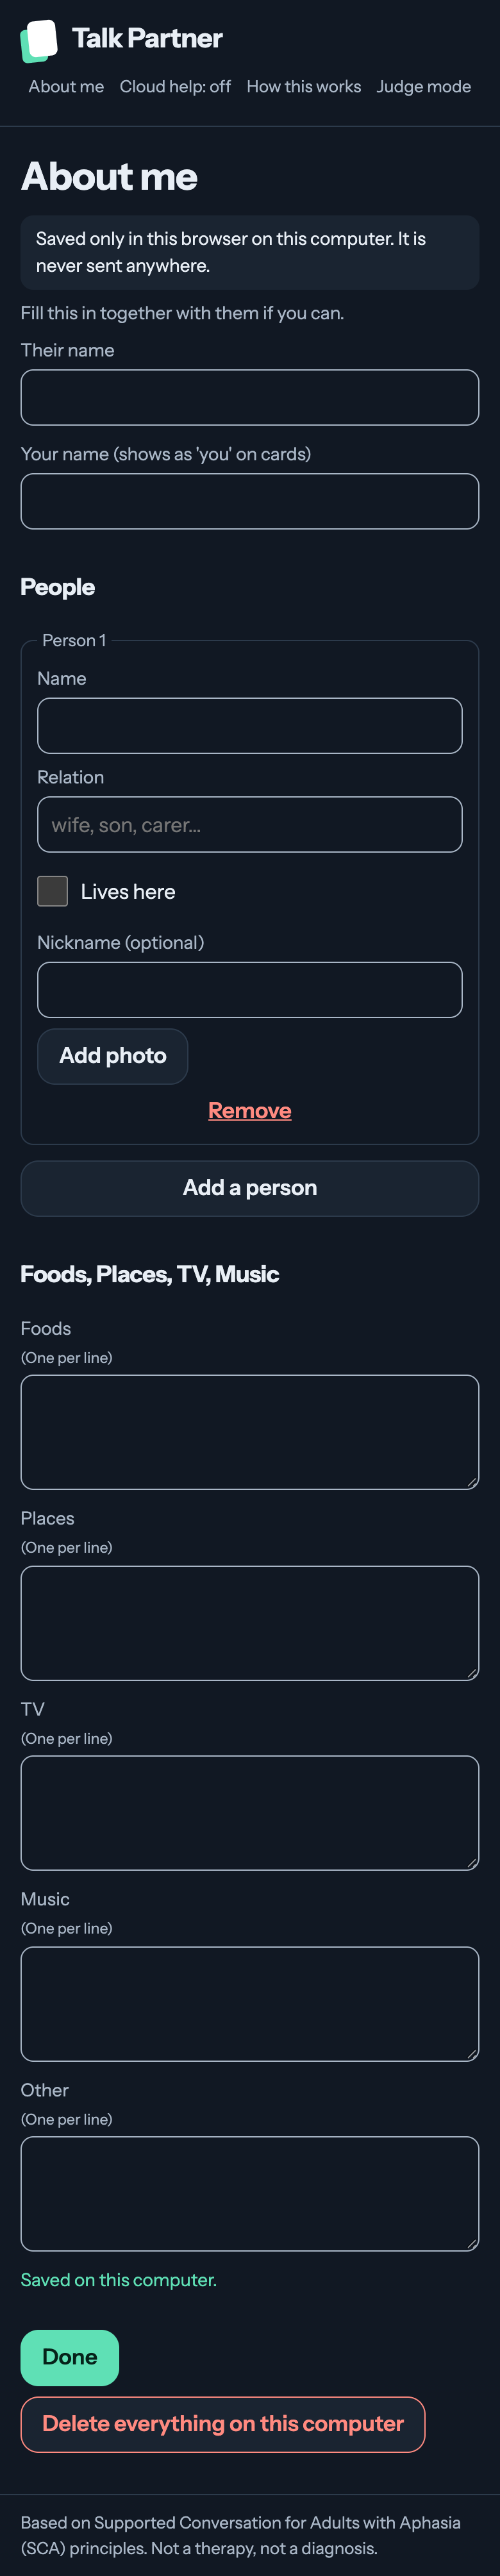 Talk Partner
About me
Cloud help: off
How this works
Judge mode
About me
Saved only in this browser on this computer. It is
never sent anywhere.
Fill this in together with them if you can.
Their name
Your name (shows as 'you' on cards)
People
Person 1
Name
Relation
wife, son, carer...
Lives here
Nickname (optional)
Add photo
Remove
Add a person
Foods, Places, TV, Music
Foods
(One per line)
Places
(One per line)
TV
(One per line)
Music
(One per line)
Other
(One per line)
Saved on this computer.
Done
Delete everything on this computer
Based on Supported Conversation for Adults with Aphasia
(SCA) principles. Not a therapy, not a diagnosis.